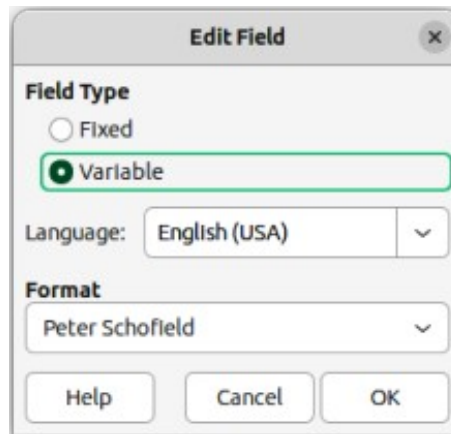 Edit Field
Field Type
Fixed
Variable
Language: English (USA)
Format
Peter Schofield
Help Cancel OK